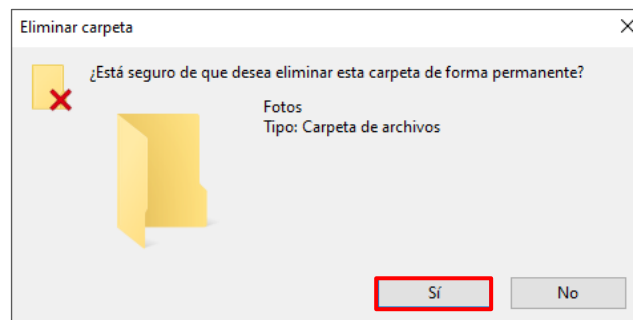 Eliminar carpeta
¿Está seguro de que desea eliminar esta carpeta de forma permanente?
Fotos
Tipo: Carpeta de archivos
Sí
No